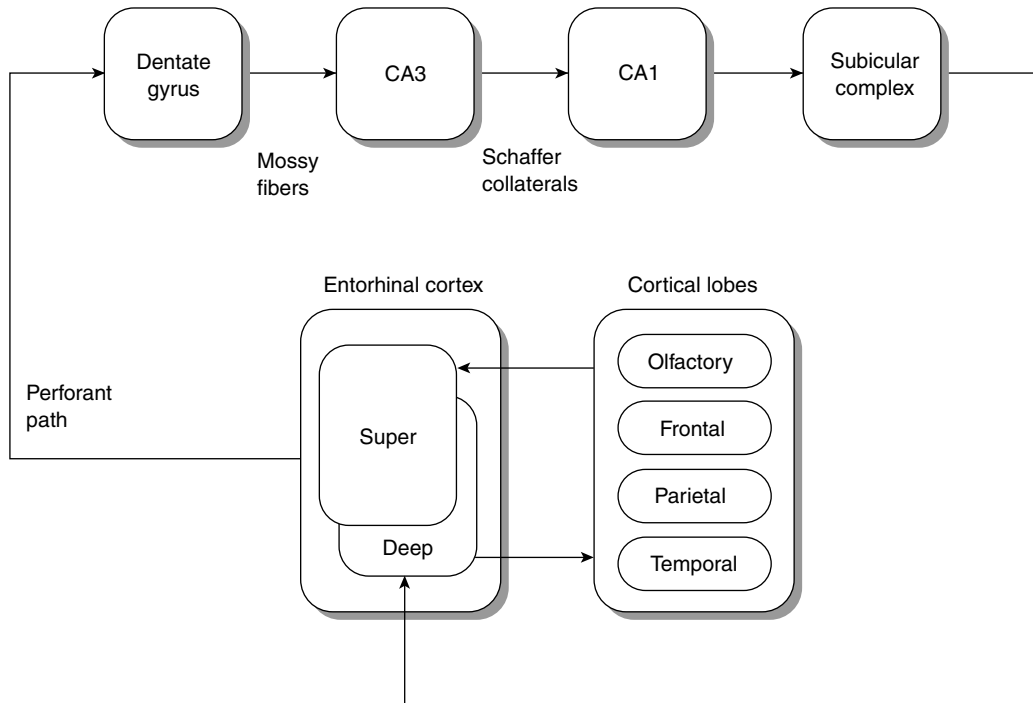 Dentate
gyrus
CA3
CA1
Subicular
complex
Mossy
fibers
Schaffer
collaterals
Entorhinal cortex
Cortical lobes
Perforant
path
Super
Deep
Olfactory
Frontal
Parietal
Temporal